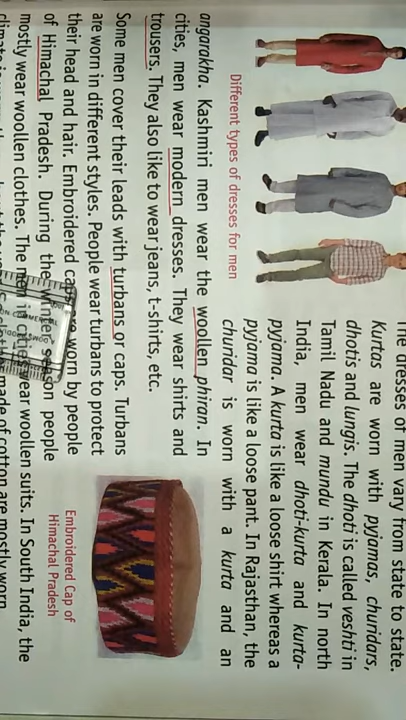 The dresses of men vary from state to state.
Kurtas are worn with pyjamas, churidars,
dhotis and lungis. The dhoti is called veshti in
Tamil Nadu and mundu in Kerala. In north
India, men wear dhoti-kurta and kurta-
pyjama. A kurta is like a loose shirt whereas a
pyjama is like a loose pant. In Rajasthan, the
churidar is worn with a kurta and an
Different types of dresses for men
angarakha. Kashmiri men wear the woollen phiran. In
cities, men wear modern dresses. They wear shirts and
trousers. They also like to wear jeans, t-shirts, etc.
Some men cover their leads with turbans or caps. Turbans
are worn in different styles. People wear turbans to protect
their head and hair. Embroidered caps are worn by people
of Himachal Pradesh. During the winter season people
mostly wear woollen clothes. The men in cities wear woollen suits. In South India, the
made of cotton are mostly worn
Embroidered Cap of
Himachal Pradesh